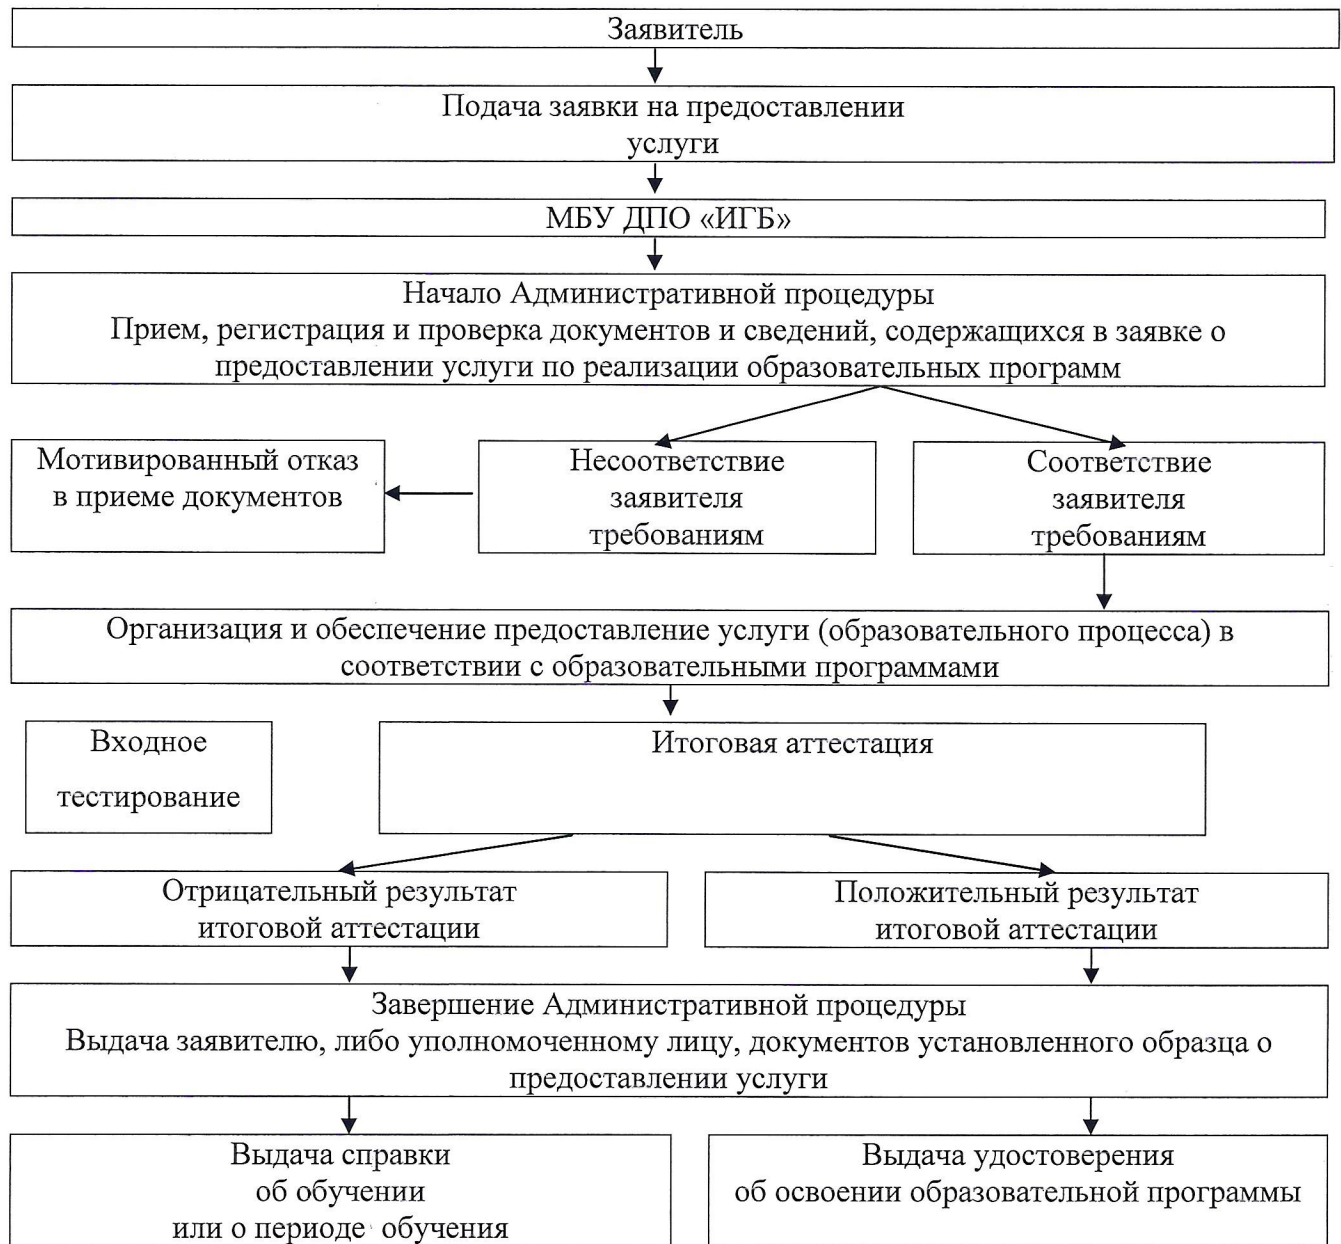 Заявитель
Подача заявки на предоставлении
услуги
МБУ ДПО «ИГБ»
Начало Административной процедуры
Прием, регистрация и проверка документов и сведений, содержащихся в заявке о
предоставлении услуги по реализации образовательных программ
Мотивированный отказ
в приеме документов
Несоответствие
заявителя
требованиям
Соответствие
заявителя
требованиям
Организация и обеспечение предоставление услуги (образовательного процесса) в
соответствии с образовательными программами
Входное
тестирование
Итоговая аттестация
Отрицательный результат
итоговой аттестации
Положительный результат
итоговой аттестации
Завершение Административной процедуры
Выдача заявителю, либо уполномоченному лицу, документов установленного образца о
предоставлении услуги
Выдача справки
об обучении
или о периоде обучения
Выдача удостоверения
об освоении образовательной программы